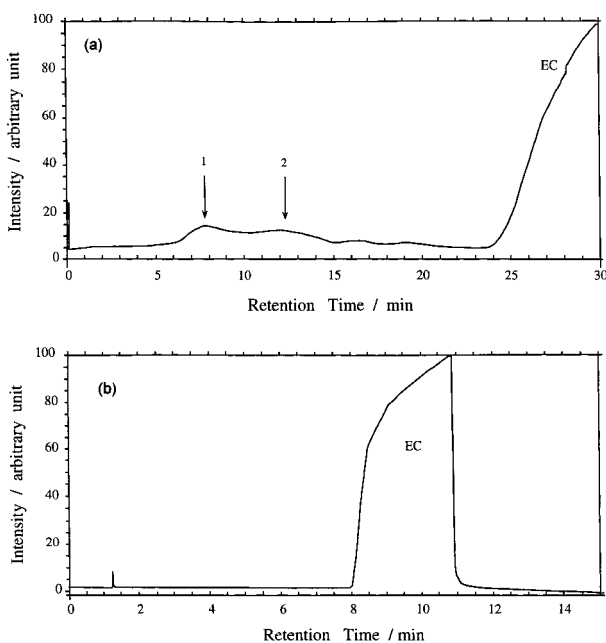 100
(a)
EC
80
60
40
1 2
20
0
0 5 10 15 20 25 30
Intensity / arbitrary unit
Retention Time / min
100
(b)
80
60
EC
40
20
0
0 2 4 6 8 10 12 14
Intensity / arbitrary unit
Retention Time / min